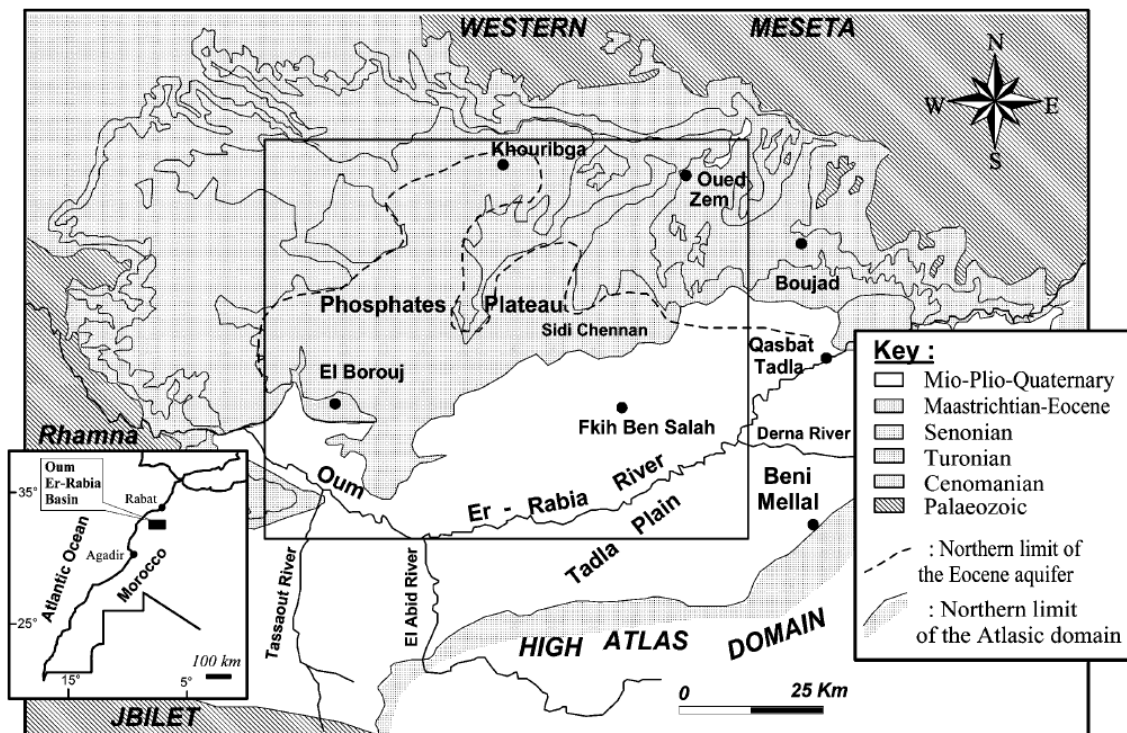 WESTERN MESETA
N
W E
S
Khouribga
Oued
Zem
Boujad
Phosphates Plateau
Sidi Chennan
Qasbat
Tadla
El Borouj
Fkih Ben Salah
Derna River
Rhamna
Oum Er - Rabia River
Beni
Mellal
Tadla Plain
Tassaout River
El Abid River
HIGH ATLAS DOMAIN
JBILET
0 25 Km
Key :
Mio-Plio-Quaternary
Maastrichtian-Eocene
Senonian
Turonian
Cenomanian
Palaeozoic
: Northern limit of
the Eocene aquifer
: Northern limit
of the Atlasic domain
Oum
Er-Rabia
Basin
Rabat
35°
Agadir
Atlantic Ocean
Morocco
25°
100 km
15° 5°